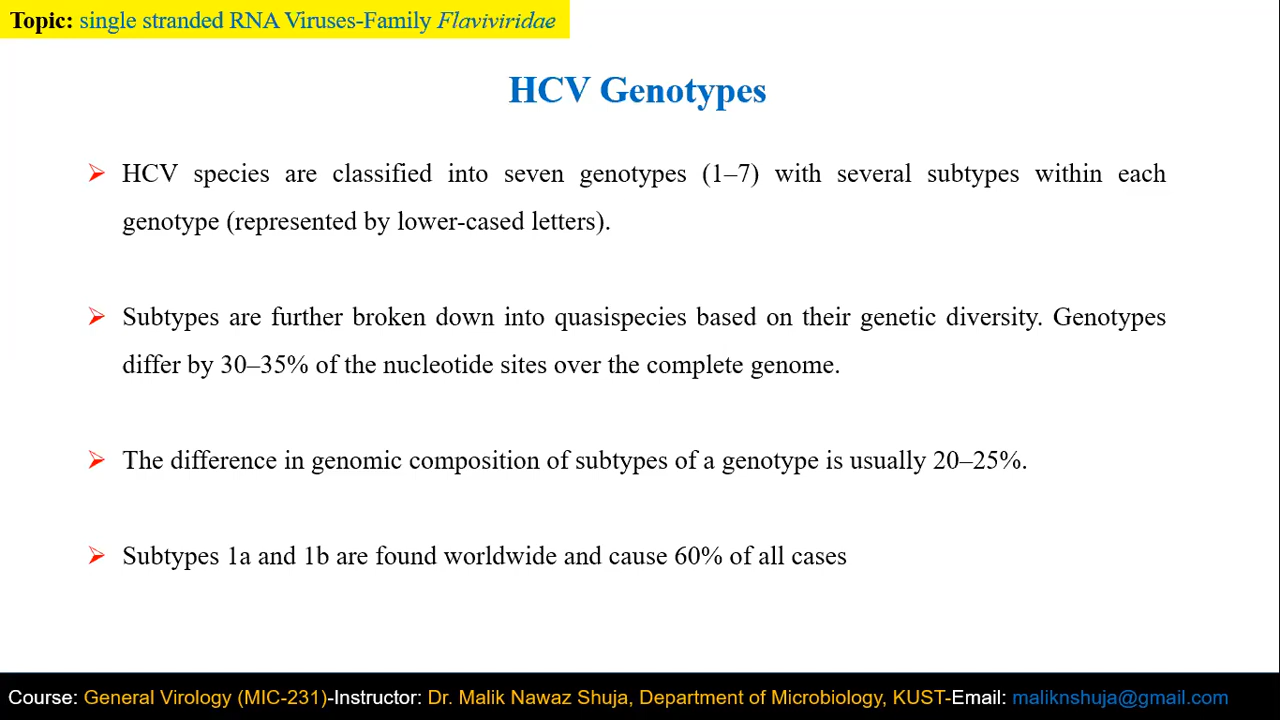 Topic: single stranded RNA Viruses-Family Flaviviridae
HCV Genotypes
➢ HCV species are classified into seven genotypes (1–7) with several subtypes within each
genotype (represented by lower-cased letters).
➢ Subtypes are further broken down into quasispecies based on their genetic diversity. Genotypes
differ by 30–35% of the nucleotide sites over the complete genome.
➢ The difference in genomic composition of subtypes of a genotype is usually 20–25%.
➢ Subtypes 1a and 1b are found worldwide and cause 60% of all cases
Course: General Virology (MIC-231)-Instructor: Dr. Malik Nawaz Shuja, Department of Microbiology, KUST-Email: maliknshuja@gmail.com